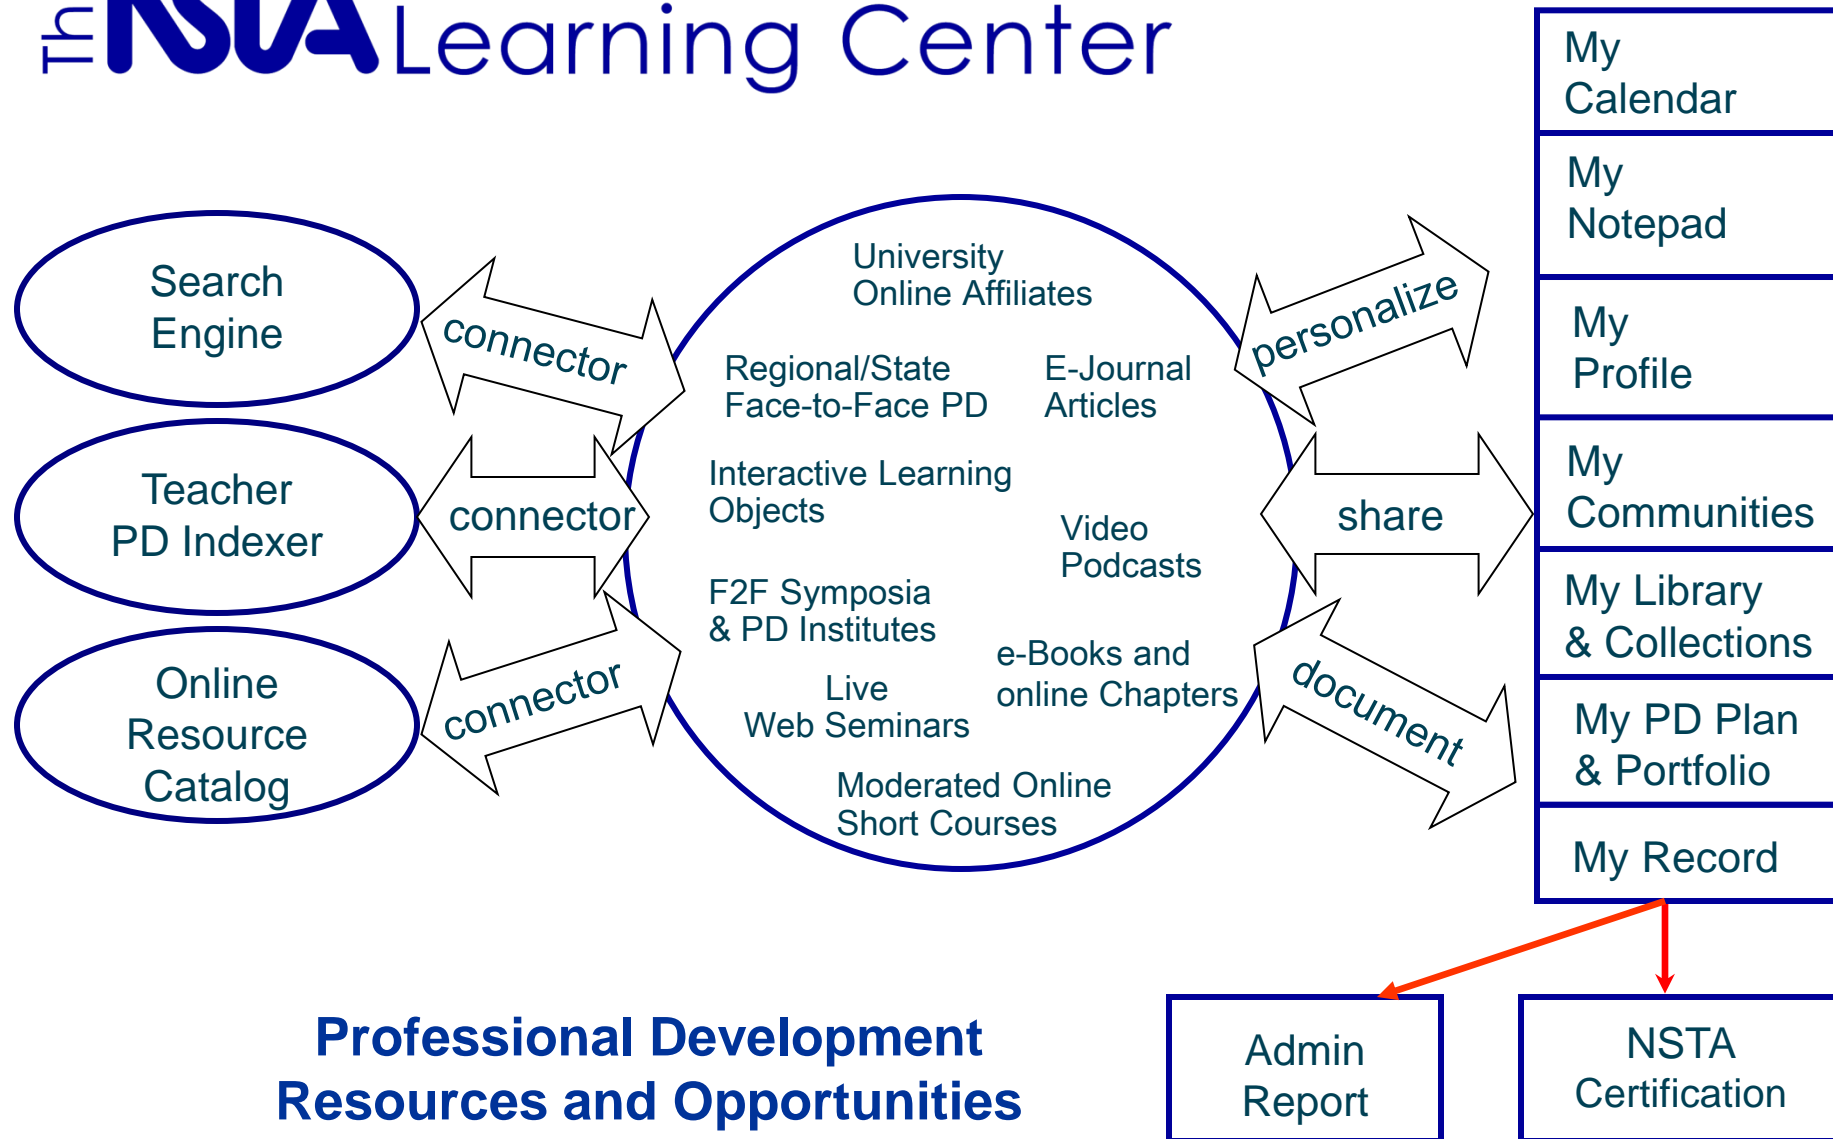 The NSTA Learning Center
Search
Engine
Teacher
PD Indexer
Online
Resource
Catalog
connector
connector
connector
University
Online Affiliates
Regional/State
Face-to-Face PD
E-Journal
Articles
Interactive Learning
Objects
Video
Podcasts
F2F Symposia
& PD Institutes
e-Books and
online Chapters
Live
Web Seminars
Moderated Online
Short Courses
personalize
share
document
My
Calendar
My
Notepad
My
Profile
My
Communities
My Library
& Collections
My PD Plan
& Portfolio
My Record
Professional Development
Resources and Opportunities
Admin
Report
NSTA
Certification